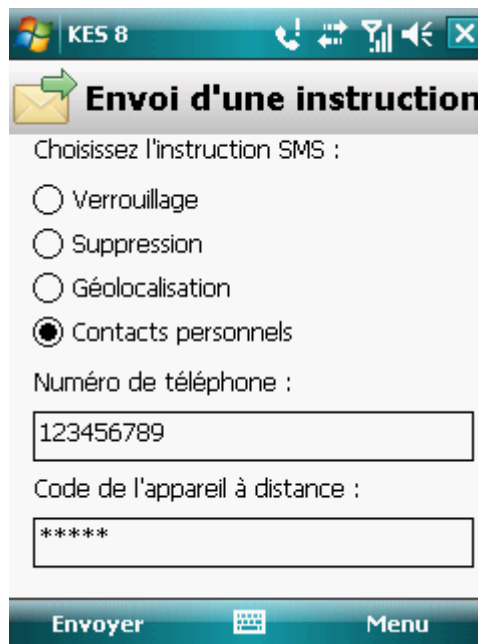 KES 8
Envoi d'une instruction
Choisissez l'instruction SMS :
Verrouillage
Suppression
Géolocalisation
Contacts personnels
Numéro de téléphone :
123456789
Code de l'appareil à distance :
*****
Envoyer Menu